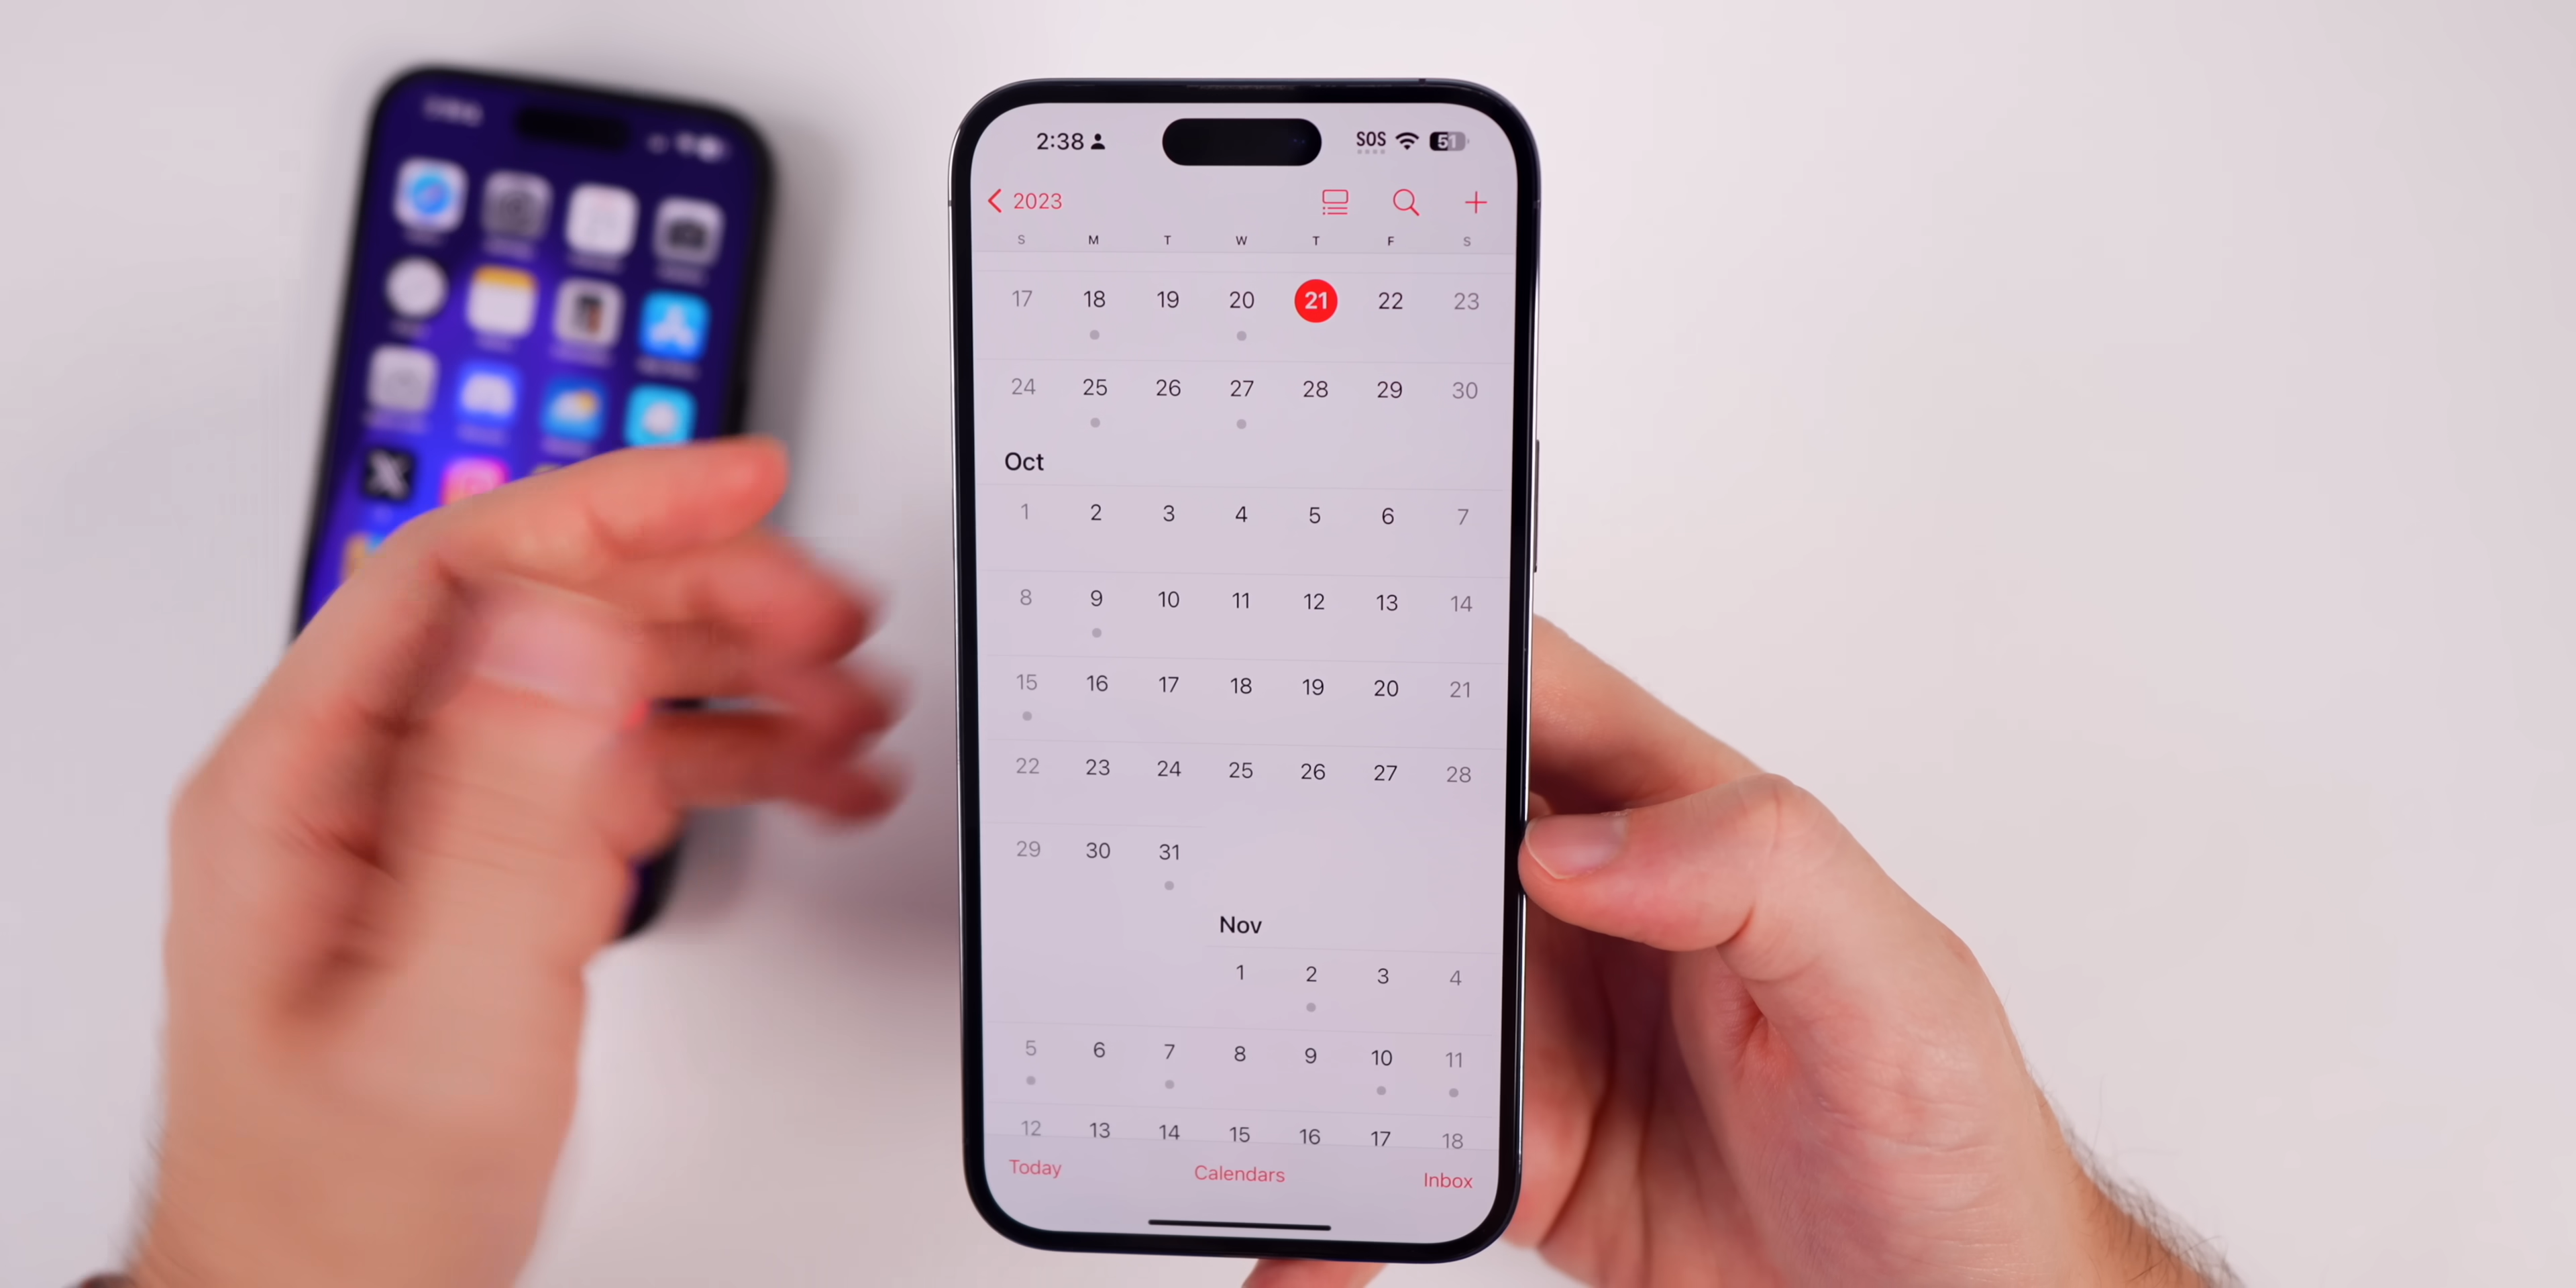 2:38 SOS 51
2023
S M T W T F S
17 18 19 20 21 22 23
24 25 26 27 28 29 30
Oct
1 2 3 4 5 6 7
8 9 10 11 12 13 14
15 16 17 18 19 20 21
22 23 24 25 26 27 28
29 30 31
Nov
1 2 3 4
5 6 7 8 9 10 11
12 13 14 15 16 17 18
Today Calendars Inbox